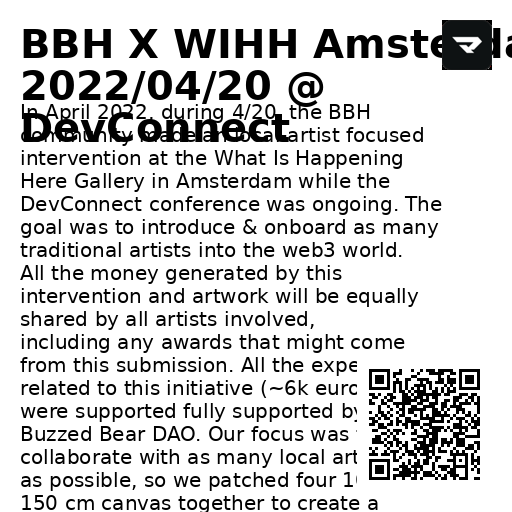 BBH X WIHH Amsterda
2022/04/20 @
DevConnect
In April 2022, during 4/20, the BBH
community made an local artist focused
intervention at the What Is Happening
Here Gallery in Amsterdam while the
DevConnect conference was ongoing. The
goal was to introduce & onboard as many
traditional artists into the web3 world.
All the money generated by this
intervention and artwork will be equally
shared by all artists involved,
including any awards that might come
from this submission. All the expe
related to this initiative (~6k euro
were supported fully supported by
Buzzed Bear DAO. Our focus was
collaborate with as many local art
as possible, so we patched four
150 cm canvas together to create a